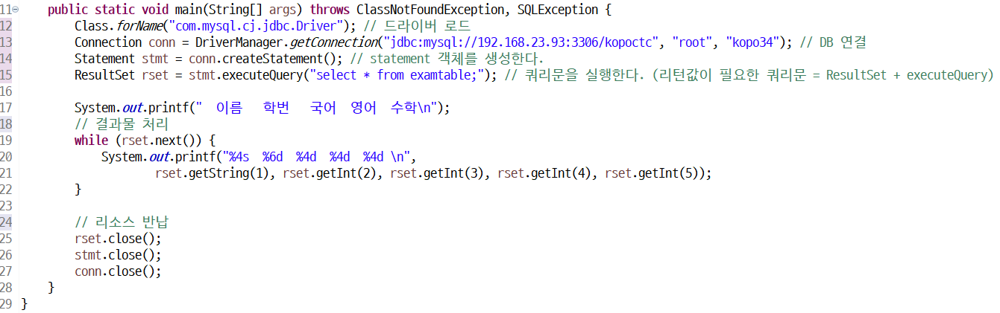 11 public static void main(String[] args) throws ClassNotFoundException, SQLException {
12 Class.forName("com.mysql.cj.jdbc.Driver"); // 드라이버 로드
13 Connection conn = DriverManager.getConnection("jdbc:mysql://192.168.23.93:3306/kopoctc", "root", "kopo34"); // DB 연결
14 Statement stmt = conn.createStatement(); // statement 객체를 생성한다.
15 ResultSet rset = stmt.executeQuery("select * from examtable;"); // 쿼리문을 실행한다. (리턴값이 필요한 쿼리문 = ResultSet + executeQuery)
16
17 System.out.printf("  이름   학번   국어  영어  수학\n");
18 // 결과물 처리
19 while (rset.next()) {
20 System.out.printf("%4s  %6d  %4d  %4d  %4d \n",
21 rset.getString(1), rset.getInt(2), rset.getInt(3), rset.getInt(4), rset.getInt(5));
22 }
23
24 // 리소스 반납
25 rset.close();
26 stmt.close();
27 conn.close();
28 }
29 }